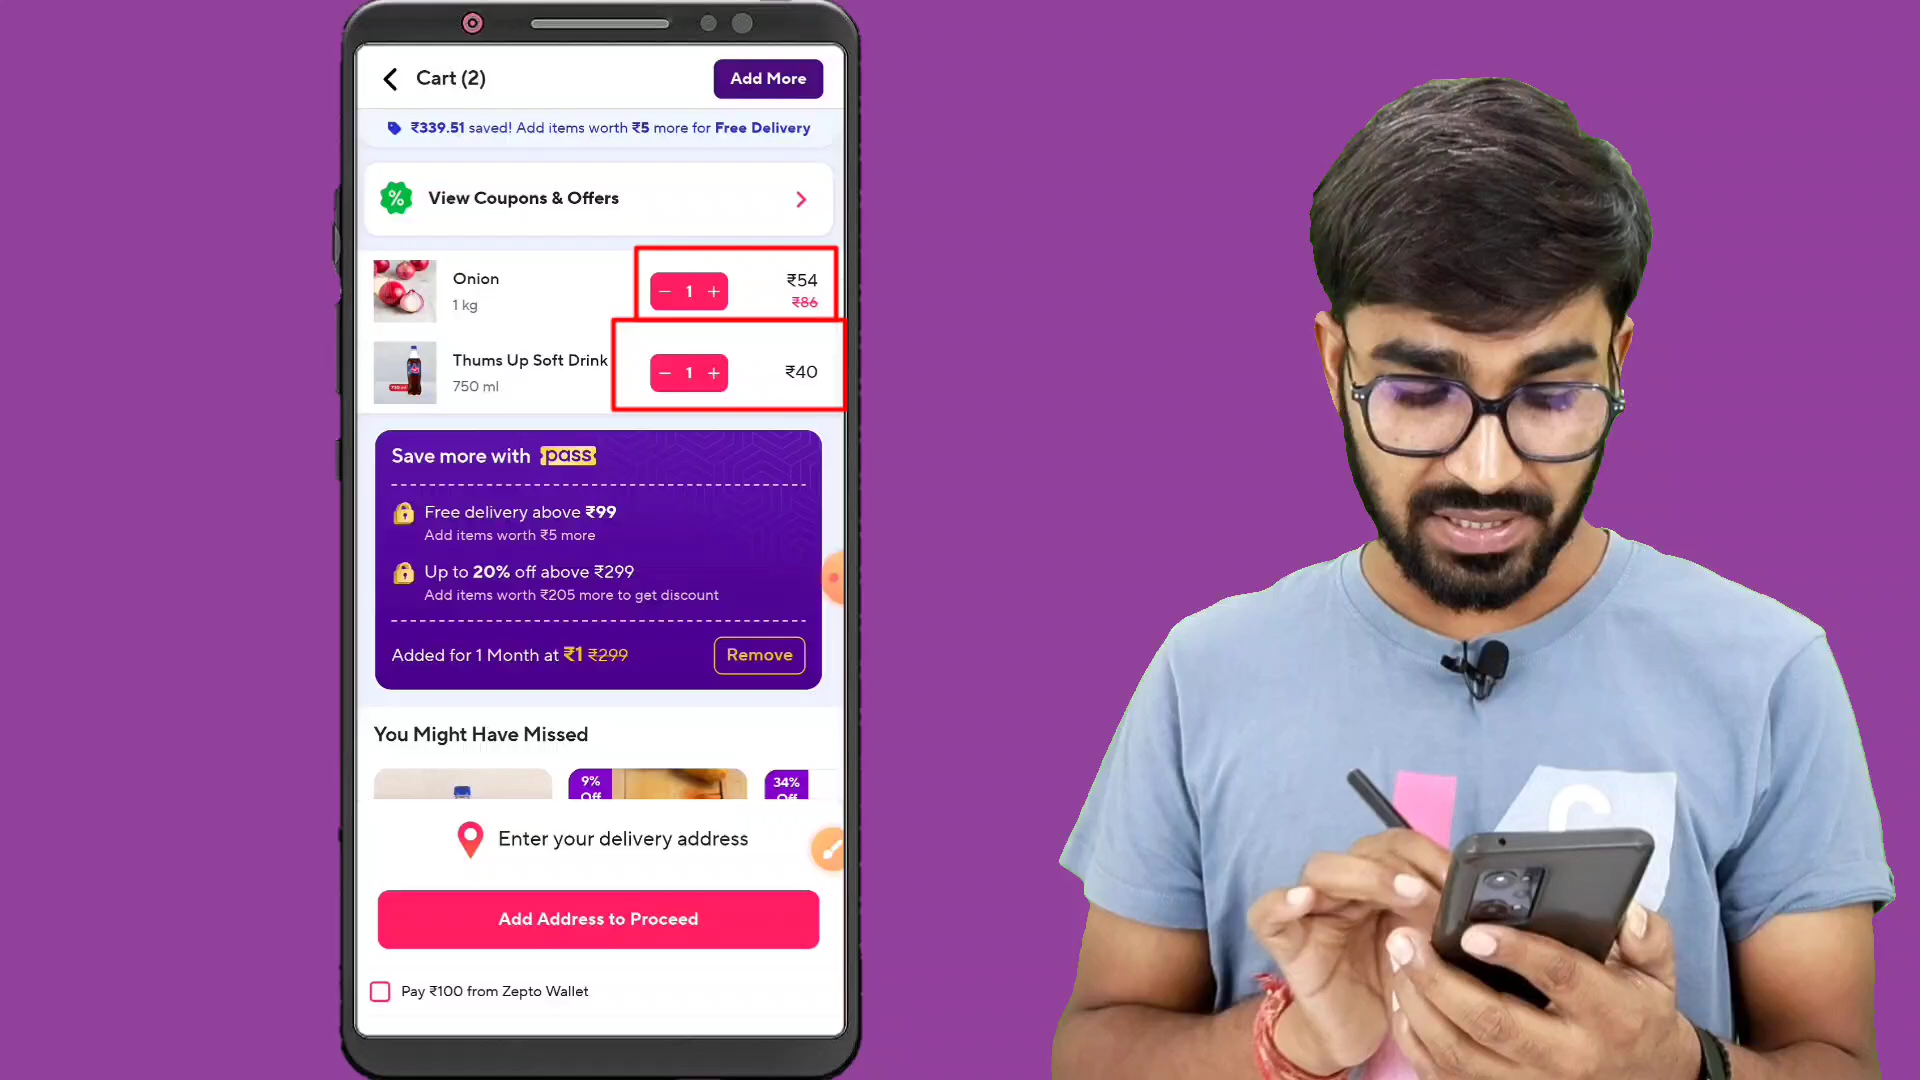 Cart (2)
Add More
₹339.51 saved! Add items worth ₹5 more for Free Delivery
%
View Coupons & Offers
Onion
1 kg
− 1 +
₹54
₹86
Thums Up Soft Drink
750 ml
− 1 +
₹40
Save more with pass
Free delivery above ₹99
Add items worth ₹5 more
Up to 20% off above ₹299
Add items worth ₹205 more to get discount
Added for 1 Month at ₹1 ₹299
Remove
You Might Have Missed
9%
Off
34%
Off
Enter your delivery address
Add Address to Proceed
Pay ₹100 from Zepto Wallet